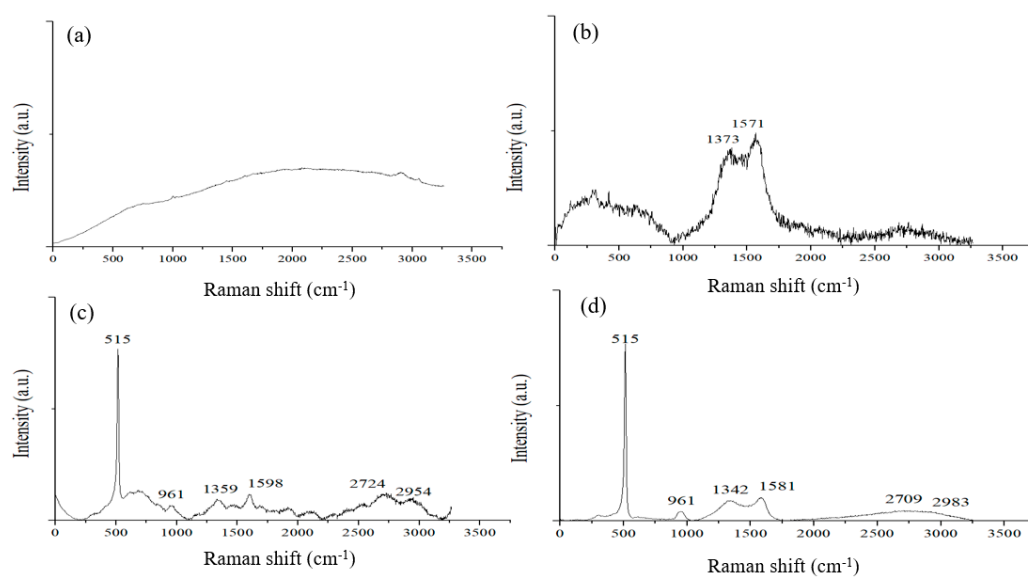 (a)
Intensity (a.u.)
0 500 1000 1500 2000 2500 3000 3500
Raman shift (cm-1)
(b)
1373 1571
Intensity (a.u.)
0 500 1000 1500 2000 2500 3000 3500
Raman shift (cm-1)
(c)
515
961 1359 1598 2724 2954
Intensity (a.u.)
0 500 1000 1500 2000 2500 3000 3500
Raman shift (cm-1)
(d)
515
961 1342 1581 2709 2983
Intensity (a.u.)
0 500 1000 1500 2000 2500 3000 3500
Raman shift (cm-1)